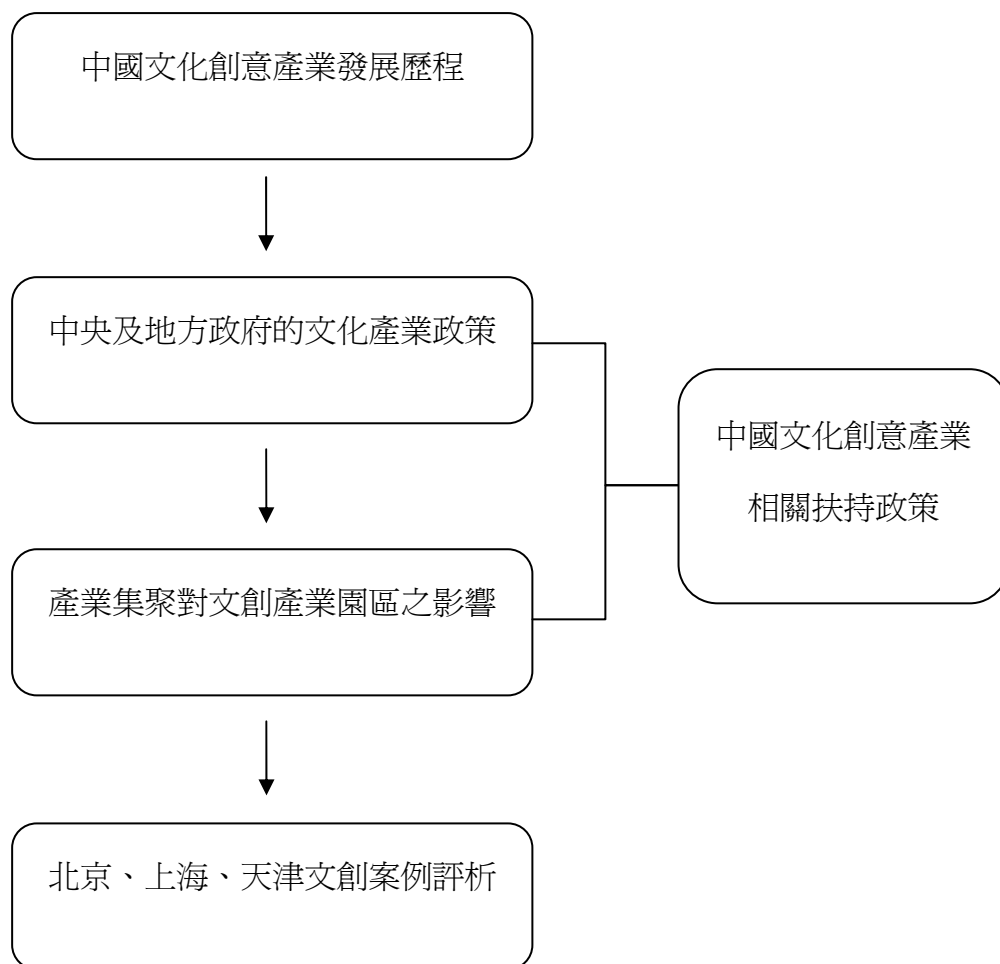 中國文化創意產業發展歷程
中央及地方政府的文化產業政策
中國文化創意產業
相關扶持政策
產業集聚對文創產業園區之影響
北京、上海、天津文創案例評析